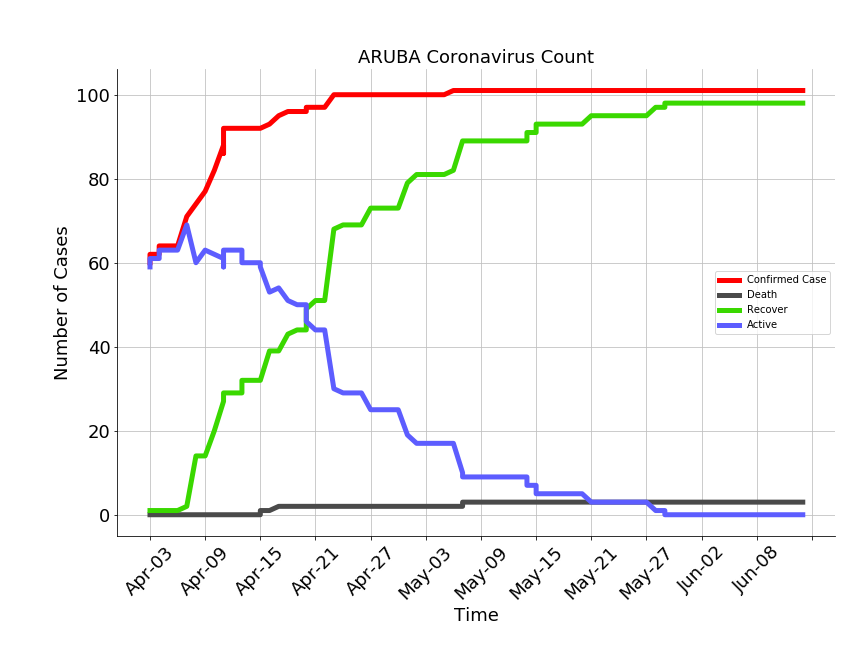 ARUBA Coronavirus Count
Number of Cases
100
80
60
40
20
0
Confirmed Case
Death
Recover
Active
Apr-03
Apr-09
Apr-15
Apr-21
Apr-27
May-03
May-09
May-15
May-21
May-27
Jun-02
Jun-08
Time